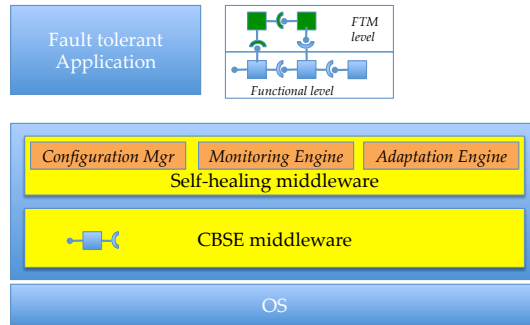 Fault tolerant
Application
FTM
level
Functional level
Configuration Mgr
Monitoring Engine
Adaptation Engine
Self-healing middleware
CBSE middleware
OS